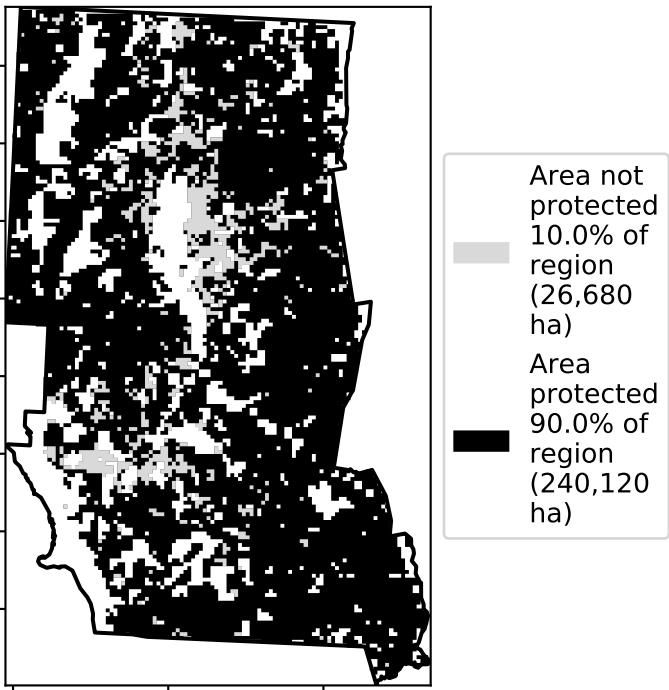 Area not
protected
10.0% of
region
(26,680
ha)
Area
protected
90.0% of
region
(240,120
ha)